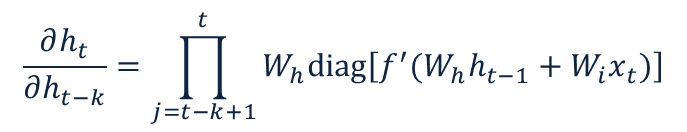 ∂h_t/∂h_{t−k} = ∏_{j=t−k+1}^{t} W_h diag[f′(W_h h_{t−1} + W_i x_t)]